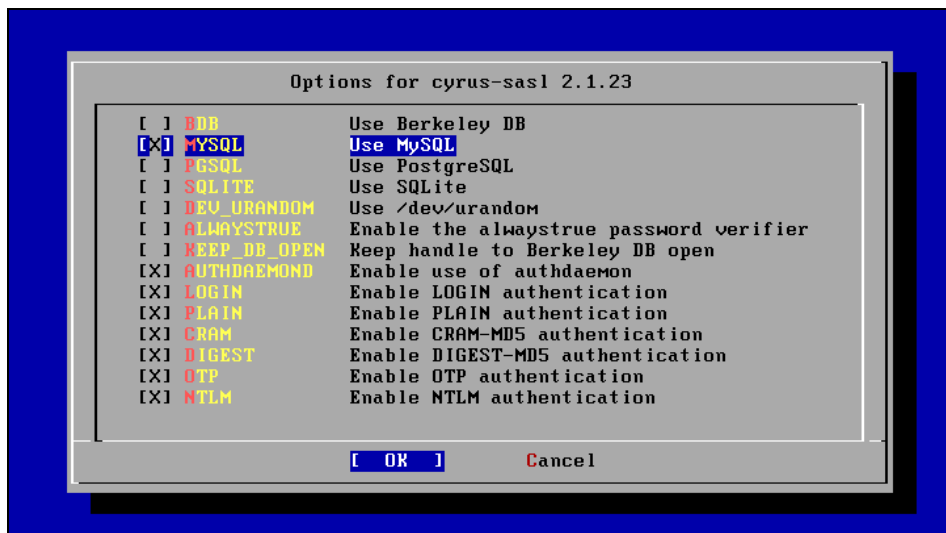 Options for cyrus-sasl 2.1.23
[ ] BDB Use Berkeley DB
[X] MYSQL Use MySQL
[ ] PGSQL Use PostgreSQL
[ ] SQLITE Use SQLite
[ ] DEV_URANDOM Use /dev/urandom
[ ] ALWAYSTRUE Enable the alwaystrue password verifier
[ ] KEEP_DB_OPEN Keep handle to Berkeley DB open
[X] AUTHDAEMOND Enable use of authdaemon
[X] LOGIN Enable LOGIN authentication
[X] PLAIN Enable PLAIN authentication
[X] CRAM Enable CRAM-MD5 authentication
[X] DIGEST Enable DIGEST-MD5 authentication
[X] OTP Enable OTP authentication
[X] NTLM Enable NTLM authentication
[ OK ] Cancel